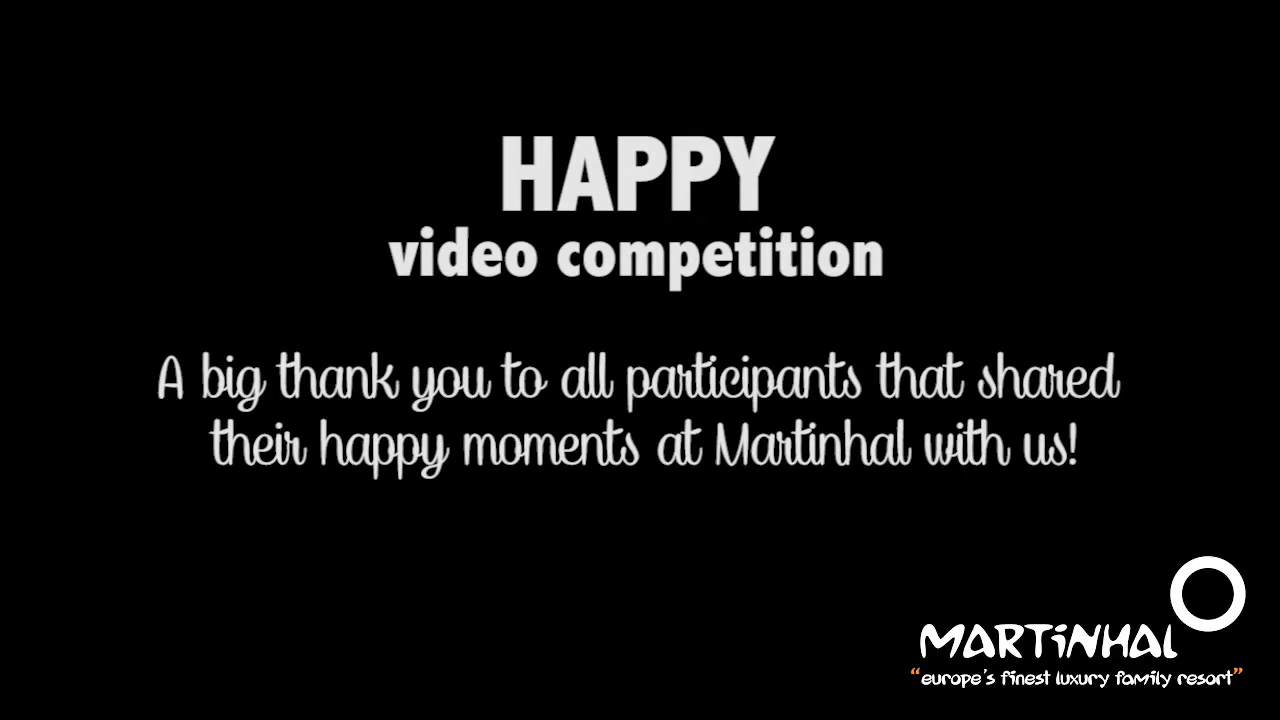 HAPPY
video competition
A big thank you to all participants that shared
their happy moments at Martinhal with us!
MARTiNHAL
“europe's finest luxury family resort”